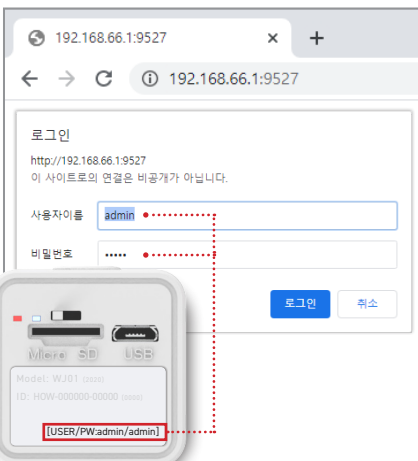 192.168.66.1:9527
192.168.66.1:9527
로그인
http://192.168.66.1:9527
이 사이트로의 연결은 비공개가 아닙니다.
사용자이름 admin
비밀번호 •••••
로그인 취소
Micro SD USB
Model: WJ01 (2020)
ID: HOW-000000-00000 (0000)
[USER/PW:admin/admin]